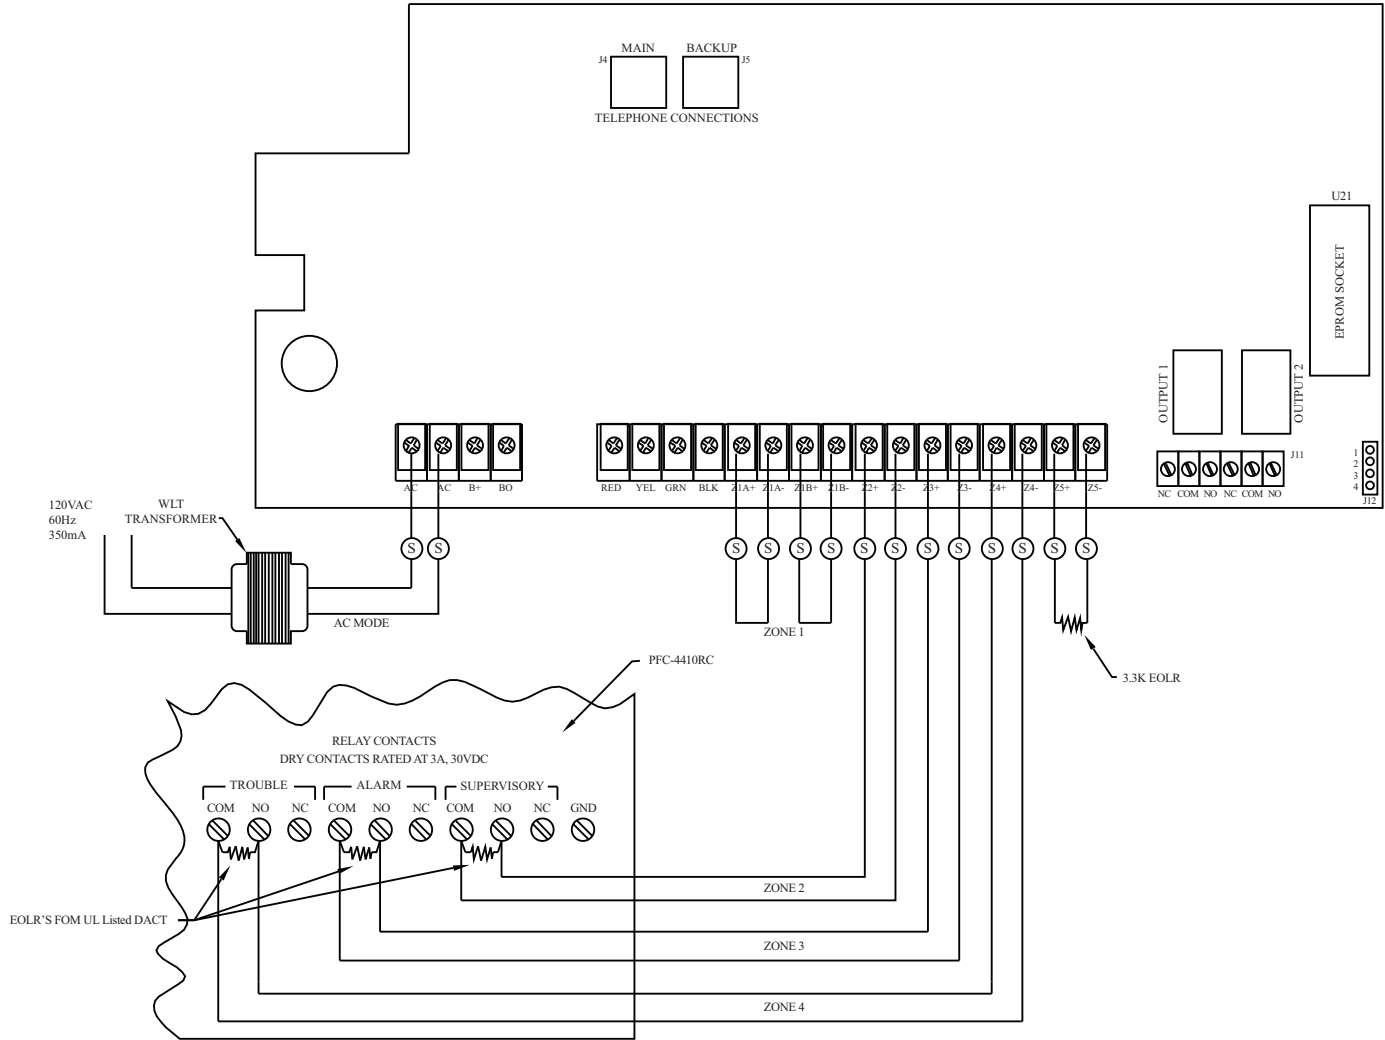 MAIN BACKUP
J4 J5
TELEPHONE CONNECTIONS
U21
EPROM SOCKET
OUTPUT 1
OUTPUT 2
J11
NC COM NO NC COM NO
1
2
3
4
J12
AC AC B+ BO
RED YEL GRN BLK Z1A+ Z1A- Z1B+ Z1B- Z2+ Z2- Z3+ Z3- Z4+ Z4- Z5+ Z5-
120VAC
60Hz
350mA
WLT
TRANSFORMER
S S
S S S S S S S S S S S S
AC MODE
ZONE 1
3.3K EOLR
PFC-4410RC
RELAY CONTACTS
DRY CONTACTS RATED AT 3A, 30VDC
TROUBLE ALARM SUPERVISORY
COM NO NC COM NO NC COM NO NC GND
EOLR'S FOM UL Listed DACT
ZONE 2
ZONE 3
ZONE 4